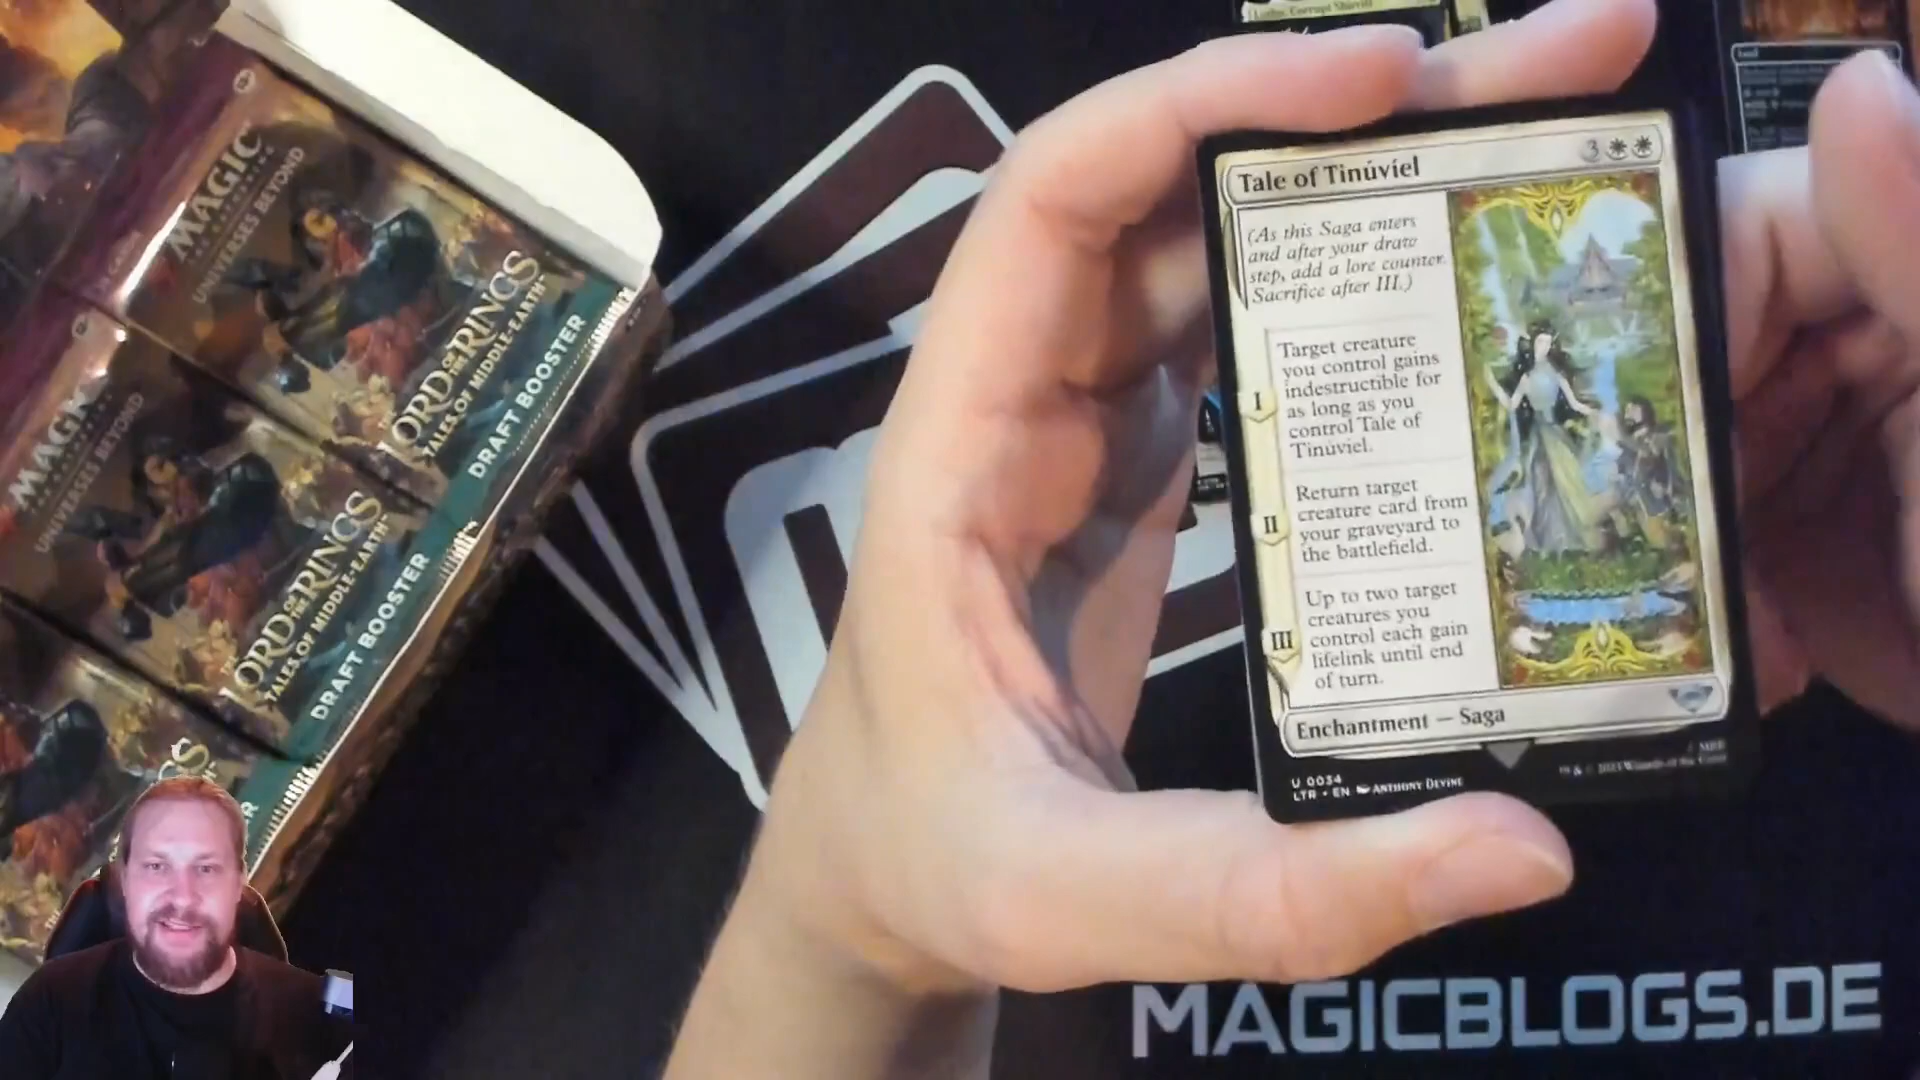 Tale of Tinúviel
3
(As this Saga enters
and after your draw
step, add a lore counter.
Sacrifice after III.)
I
Target creature
you control gains
indestructible for
as long as you
control Tale of
Tinúviel.
II
Return target
creature card from
your graveyard to
the battlefield.
III
Up to two target
creatures you
control each gain
lifelink until end
of turn.
Enchantment — Saga
U 0034
LTR • EN ANTHONY DEVINE
MAGIC
UNIVERSES BEYOND
THE LORD OF THE RINGS
TALES OF MIDDLE-EARTH
DRAFT BOOSTER
MAGIC
UNIVERSES BEYOND
THE LORD OF THE RINGS
TALES OF MIDDLE-EARTH
DRAFT BOOSTER
MAGICBLOGS.DE